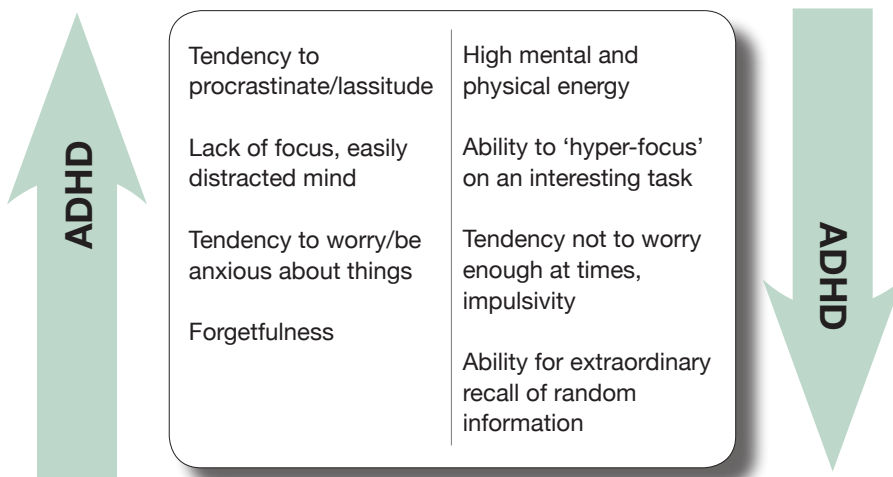 ADHD
Tendency to
procrastinate/lassitude
Lack of focus, easily
distracted mind
Tendency to worry/be
anxious about things
Forgetfulness
High mental and
physical energy
Ability to ‘hyper-focus’
on an interesting task
Tendency not to worry
enough at times,
impulsivity
Ability for extraordinary
recall of random
information
ADHD